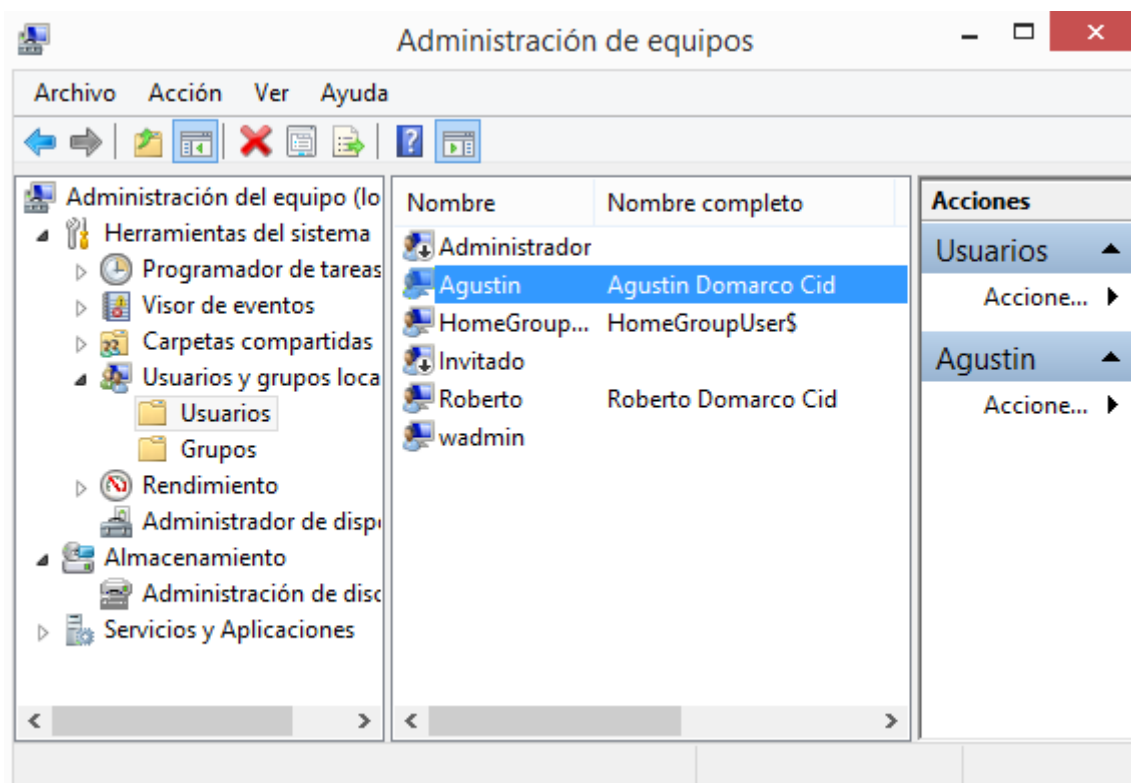 Administración de equipos
Archivo Acción Ver Ayuda
Administración del equipo (lo
Herramientas del sistema
Programador de tareas
Visor de eventos
Carpetas compartidas
Usuarios y grupos loca
Usuarios
Grupos
Rendimiento
Administrador de dispo
Almacenamiento
Administración de disc
Servicios y Aplicaciones
Nombre Nombre completo
Administrador
Agustin Agustin Domarco Cid
HomeGroup... HomeGroupUser$
Invitado
Roberto Roberto Domarco Cid
wadmin
Acciones
Usuarios
Accione...
Agustin
Accione...